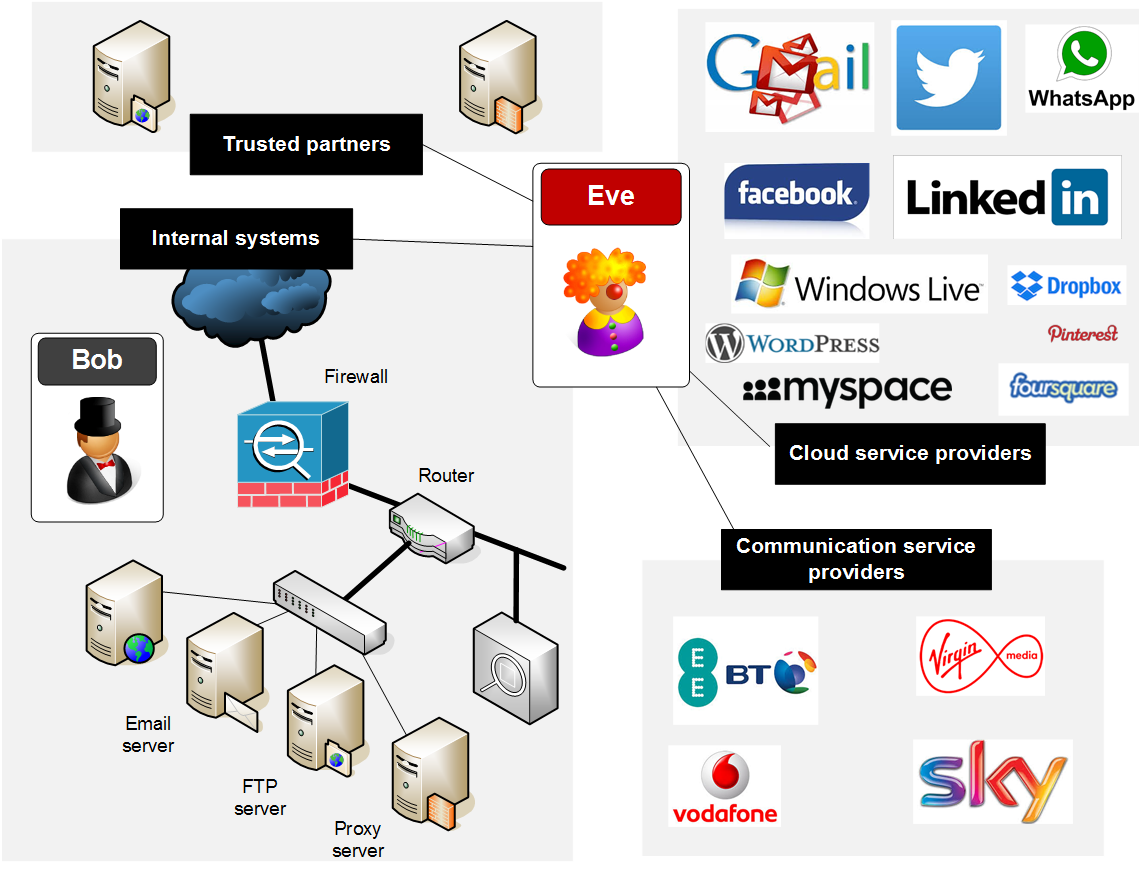 Trusted partners
Internal systems
Eve
Bob
Firewall
Router
Email
server
FTP
server
Proxy
server
GMail
WhatsApp
facebook.
Linked in
Windows Live™
Dropbox
WORDPRESS
Pinterest
myspace
foursquare
Cloud service providers
Communication service
providers
EE
BT
Virgin media
vodafone
sky